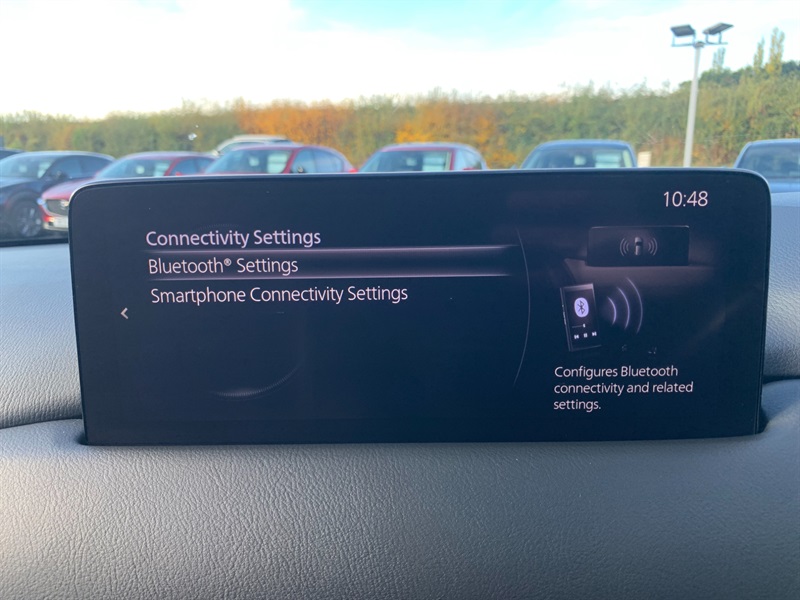 10:48
Connectivity Settings
Bluetooth® Settings
Smartphone Connectivity Settings
Configures Bluetooth
connectivity and related
settings.